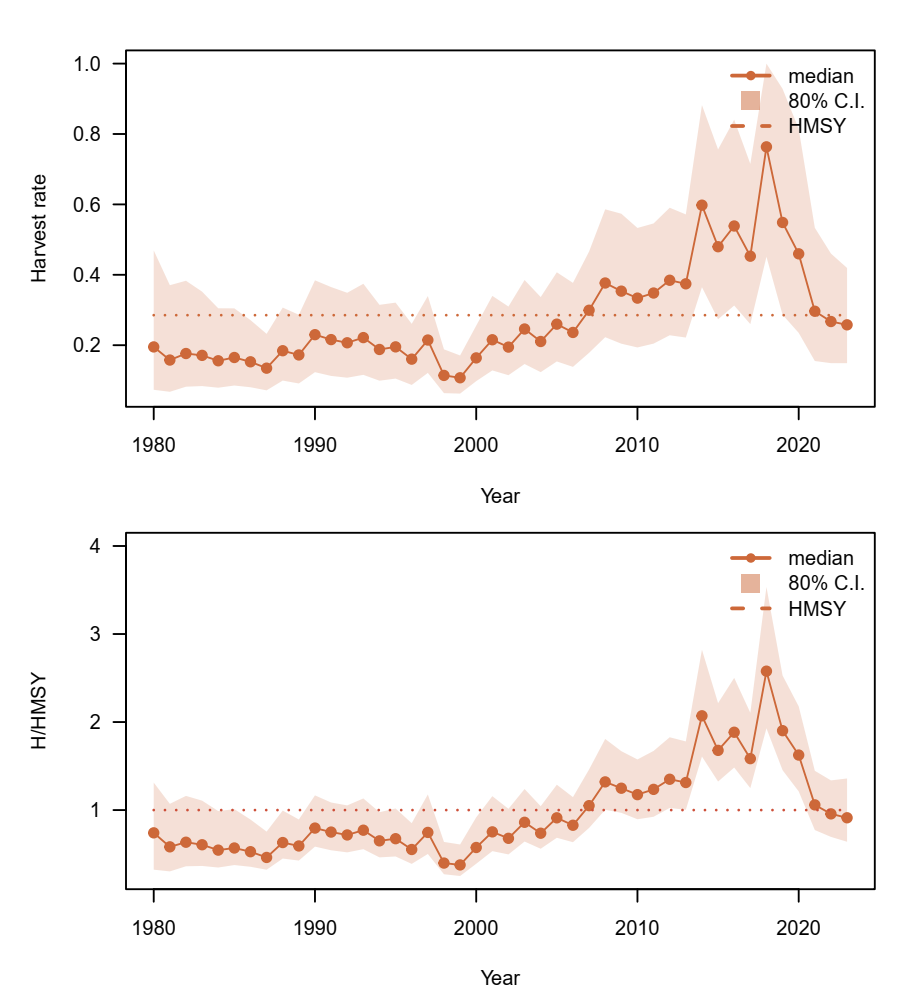 1.0
0.8
0.6
0.4
0.2
Harvest rate
median
80% C.I.
HMSY
1980 1990 2000 2010 2020
Year
4
3
2
1
H/HMSY
median
80% C.I.
HMSY
1980 1990 2000 2010 2020
Year